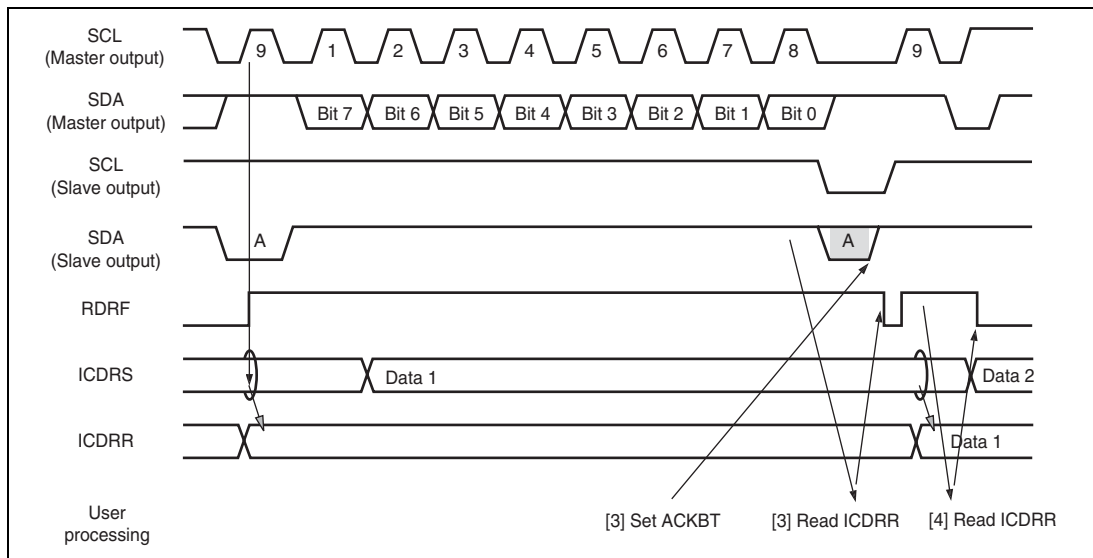 SCL
(Master output)
9 1 2 3 4 5 6 7 8 9
SDA
(Master output)
Bit 7 Bit 6 Bit 5 Bit 4 Bit 3 Bit 2 Bit 1 Bit 0
SCL
(Slave output)
SDA
(Slave output)
A A
RDRF
ICDRS
Data 1 Data 2
ICDRR
Data 1
User
processing
[3] Set ACKBT [3] Read ICDRR [4] Read ICDRR